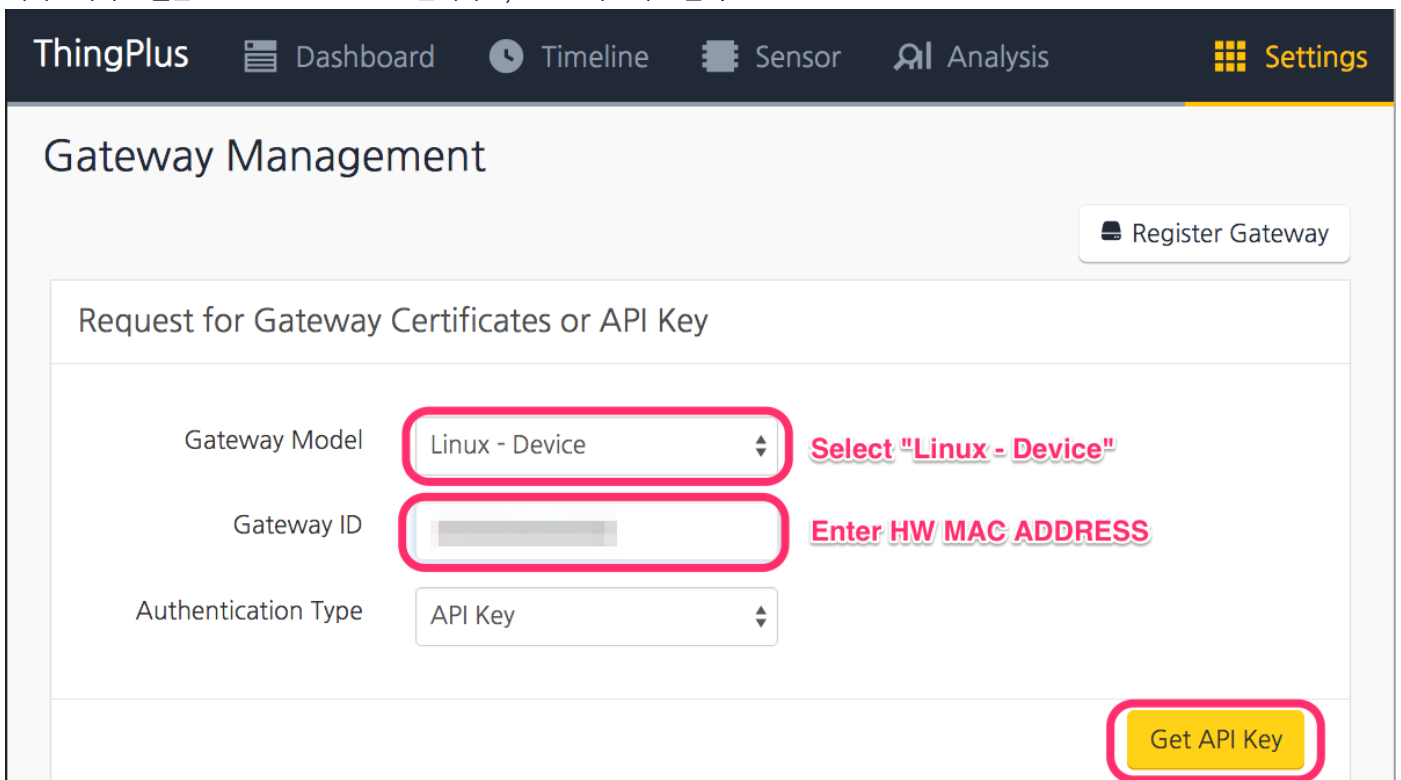 ThingPlus Dashboard Timeline Sensor Analysis Settings
Gateway Management
Register Gateway
Request for Gateway Certificates or API Key
Gateway Model Linux - Device Select "Linux - Device"
Gateway ID Enter HW MAC ADDRESS
Authentication Type API Key
Get API Key